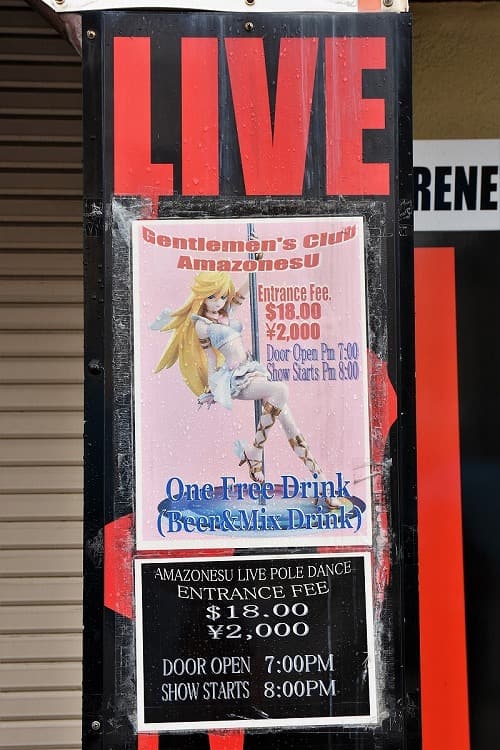 LIVE
Gentlemen's Club
AmazonesU
Entrance Fee.
$18.00
¥2,000
Door Open Pm 7:00
Show Starts Pm 8:00
One Free Drink
(Beer&Mix Drink)
AMAZONESU LIVE POLE DANCE
ENTRANCE FEE
$18.00
¥2,000
DOOR OPEN 7:00PM
SHOW STARTS 8:00PM
RENE